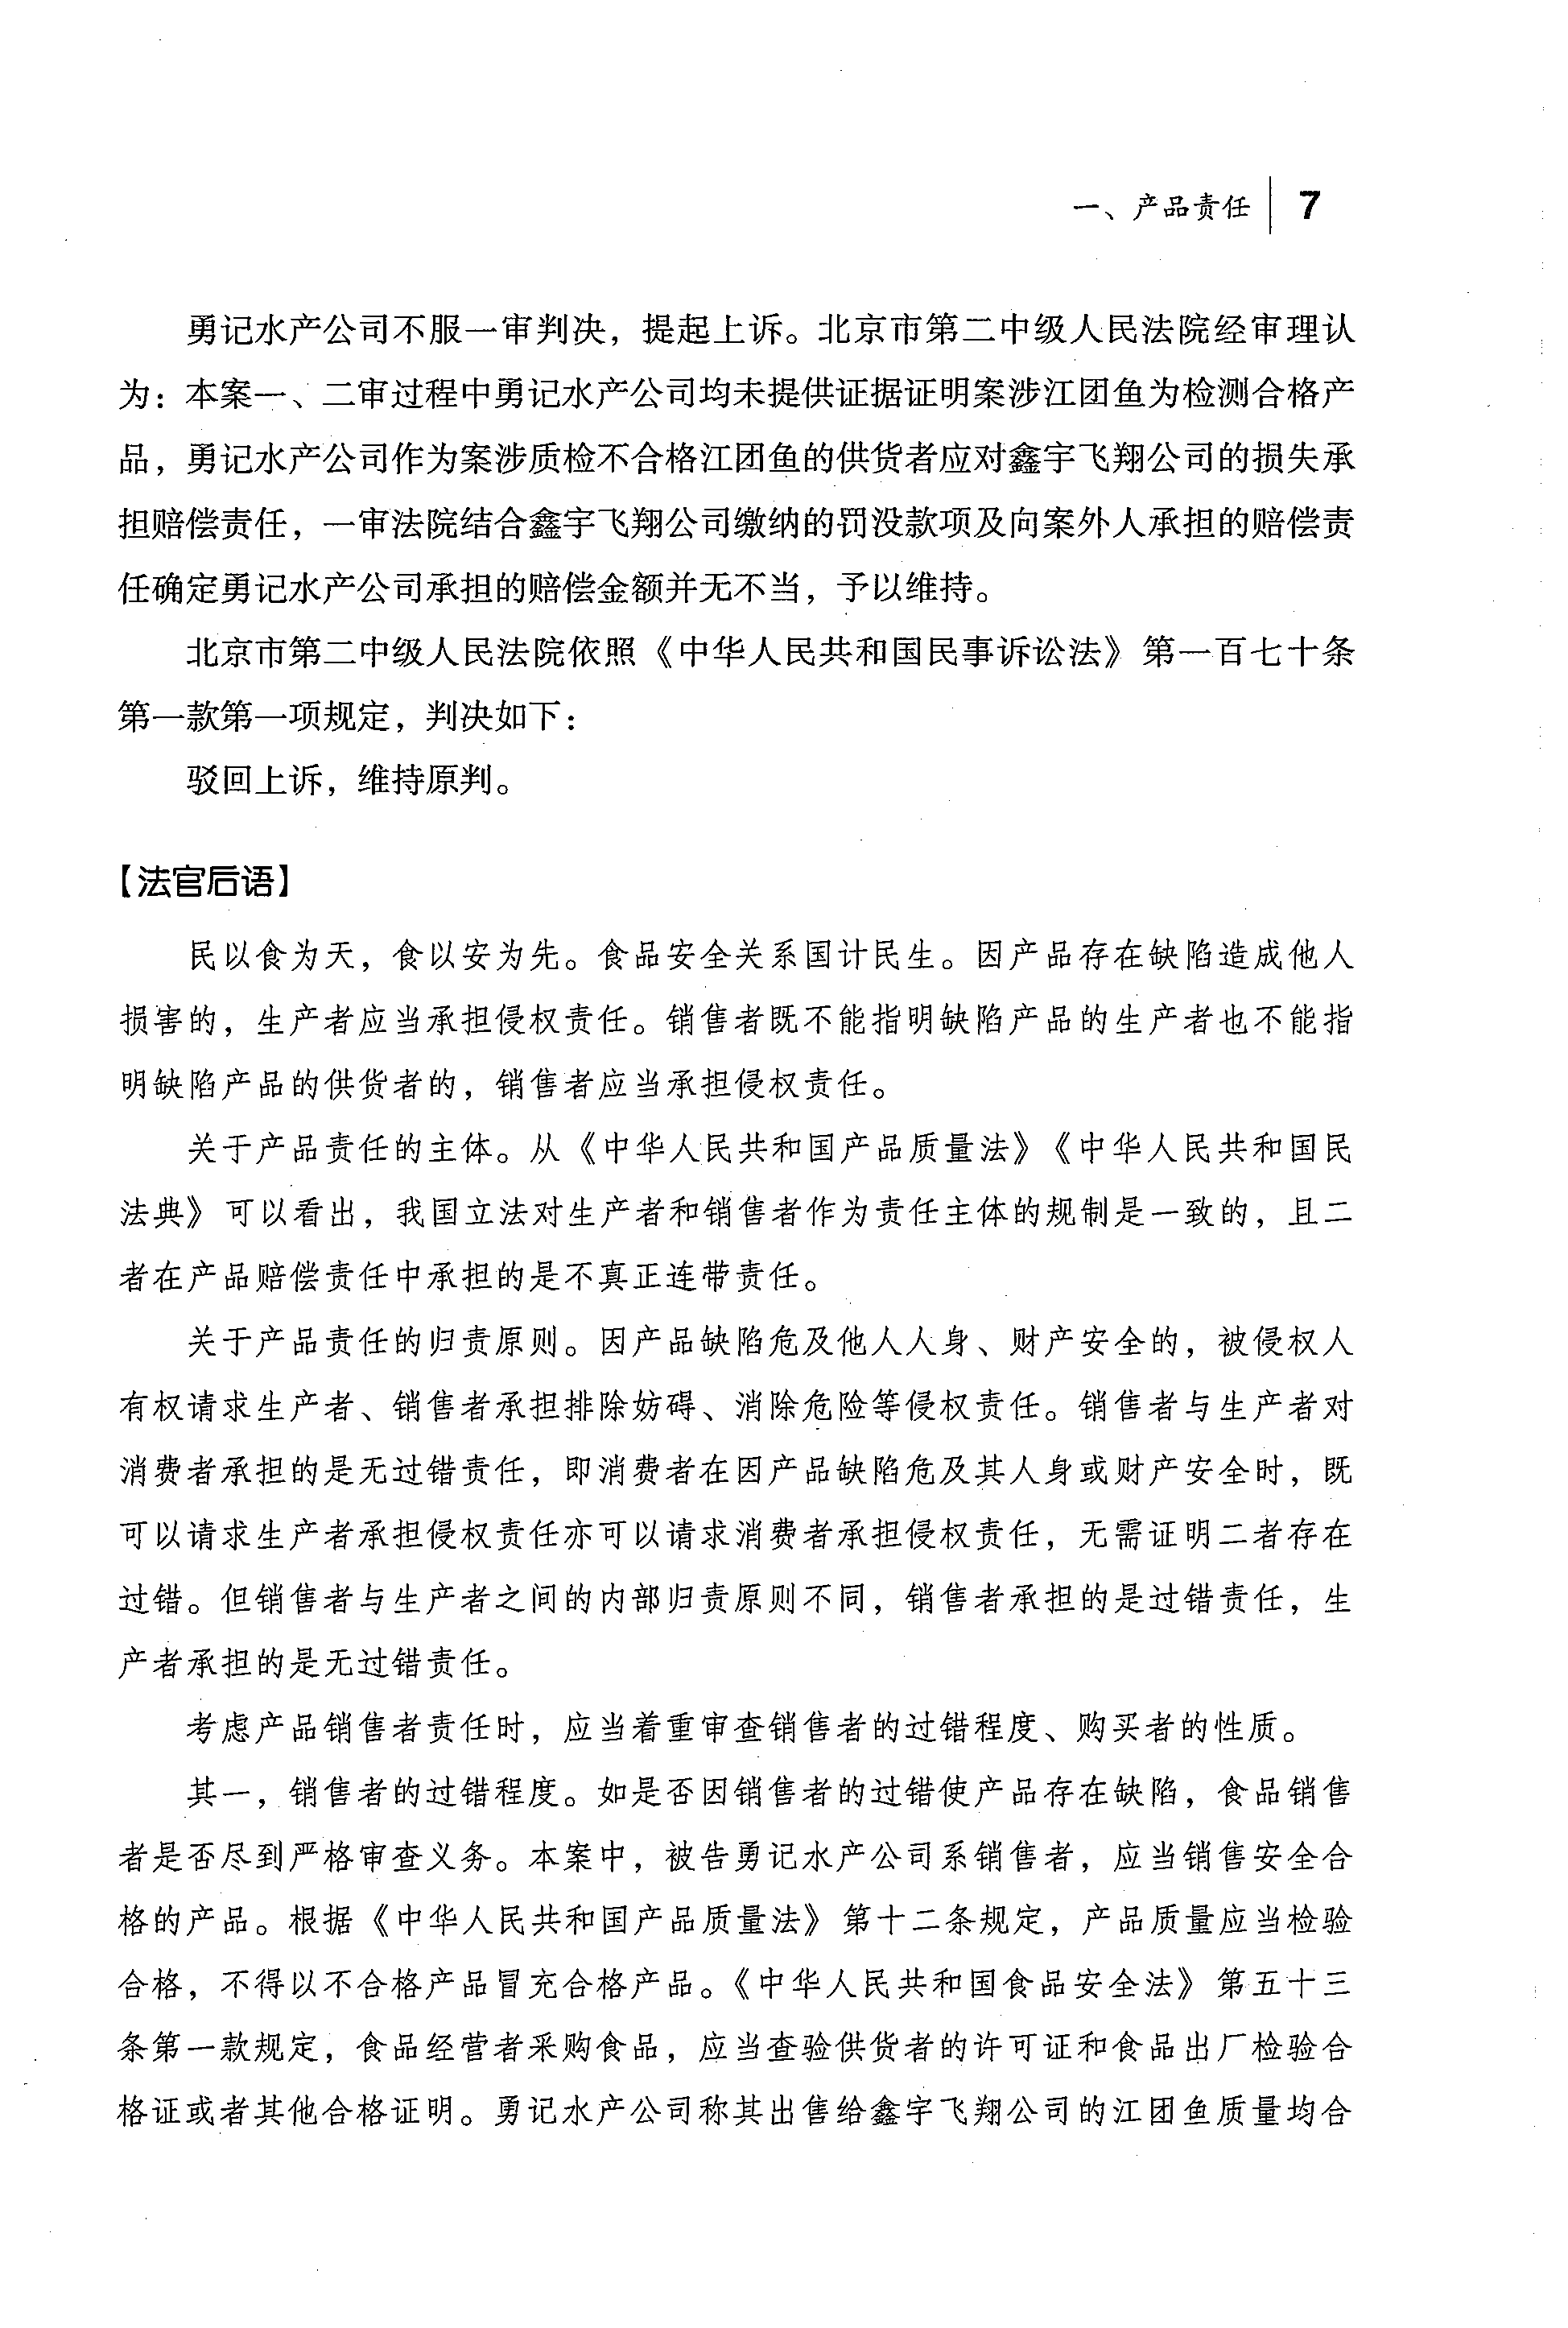 一、产品责任 7
勇记水产公司不服一审判决，提起上诉。北京市第二中级人民法院经审理认
为：本案一、二审过程中勇记水产公司均未提供证据证明案涉江团鱼为检测合格产
品，勇记水产公司作为案涉质检不合格江团鱼的供货者应对鑫宇飞翔公司的损失承
担赔偿责任，一审法院结合鑫宇飞翔公司缴纳的罚没款项及向案外人承担的赔偿责
任确定勇记水产公司承担的赔偿金额并无不当，予以维持。
北京市第二中级人民法院依照《中华人民共和国民事诉讼法》第一百七十条
第一款第一项规定，判决如下：
驳回上诉，维持原判。
【法官后语】
民以食为天，食以安为先。食品安全关系国计民生。因产品存在缺陷造成他人
损害的，生产者应当承担侵权责任。销售者既不能指明缺陷产品的生产者也不能指
明缺陷产品的供货者的，销售者应当承担侵权责任。
关于产品责任的主体。从《中华人民共和国产品质量法》《中华人民共和国民
法典》可以看出，我国立法对生产者和销售者作为责任主体的规制是一致的，且二
者在产品赔偿责任中承担的是不真正连带责任。
关于产品责任的归责原则。因产品缺陷危及他人人身、财产安全的，被侵权人
有权请求生产者、销售者承担排除妨碍、消除危险等侵权责任。销售者与生产者对
消费者承担的是无过错责任，即消费者在因产品缺陷危及其人身或财产安全时，既
可以请求生产者承担侵权责任亦可以请求消费者承担侵权责任，无需证明二者存在
过错。但销售者与生产者之间的内部归责原则不同，销售者承担的是过错责任，生
产者承担的是无过错责任。
考虑产品销售者责任时，应当着重审查销售者的过错程度、购买者的性质。
其一，销售者的过错程度。如是否因销售者的过错使产品存在缺陷，食品销售
者是否尽到严格审查义务。本案中，被告勇记水产公司系销售者，应当销售安全合
格的产品。根据《中华人民共和国产品质量法》第十二条规定，产品质量应当检验
合格，不得以不合格产品冒充合格产品。《中华人民共和国食品安全法》第五十三
条第一款规定，食品经营者采购食品，应当查验供货者的许可证和食品出厂检验合
格证或者其他合格证明。勇记水产公司称其出售给鑫宇飞翔公司的江团鱼质量均合